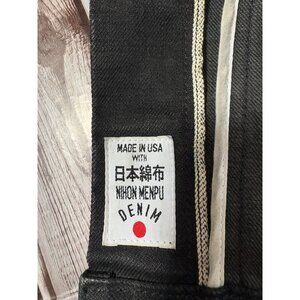 MADE IN USA
WITH
日本綿布
NIHON MENPU
DENIM